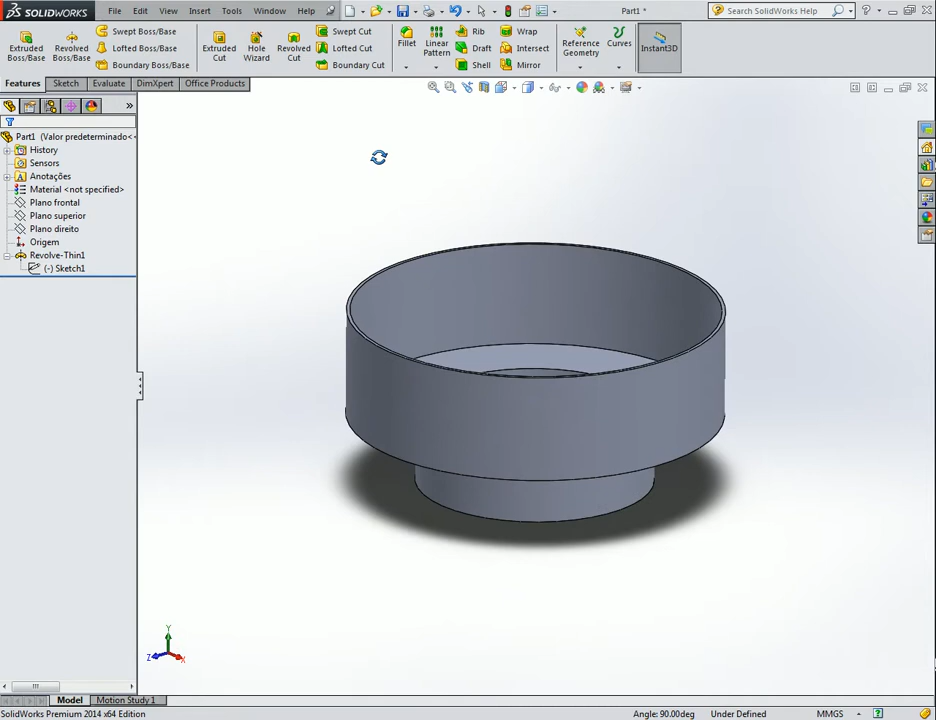 SOLIDWORKS File Edit View Insert Tools Window Help Part1 * Search SolidWorks Help
Extruded Boss/Base
Revolved Boss/Base
Swept Boss/Base
Lofted Boss/Base
Boundary Boss/Base
Extruded Cut
Hole Wizard
Revolved Cut
Swept Cut
Lofted Cut
Boundary Cut
Fillet
Linear Pattern
Rib
Draft
Shell
Wrap
Intersect
Mirror
Reference Geometry
Curves
Instant3D
Features Sketch Evaluate DimXpert Office Products
Part1 (Valor predeterminado<
History
Sensors
Anotações
Material <not specified>
Plano frontal
Plano superior
Plano direito
Origem
Revolve-Thin1
(-) Sketch1
Y
Z X
Model Motion Study 1
SolidWorks Premium 2014 x64 Edition Angle: 90.00deg Under Defined MMGS